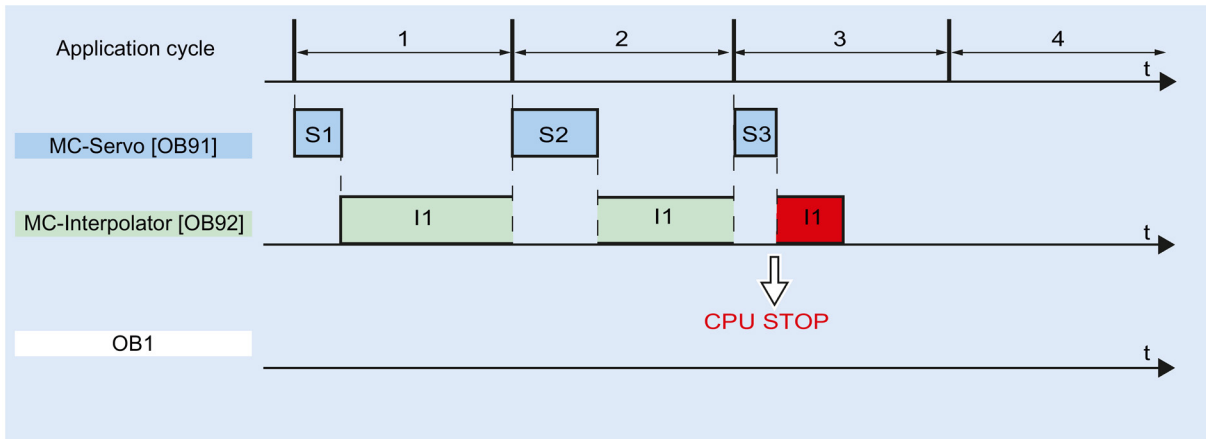 Application cycle
1 2 3 4
t
MC-Servo [OB91]
S1 S2 S3
MC-Interpolator [OB92]
I1 I1 I1
t
CPU STOP
OB1
t